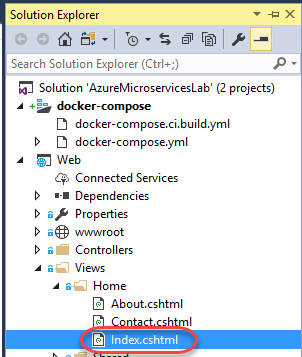 Solution Explorer
Search Solution Explorer (Ctrl+;)
Solution 'AzureMicroservicesLab' (2 projects)
docker-compose
docker-compose.ci.build.yml
docker-compose.yml
Web
Connected Services
Dependencies
Properties
wwwroot
Controllers
Views
Home
About.cshtml
Contact.cshtml
Index.cshtml
Shared